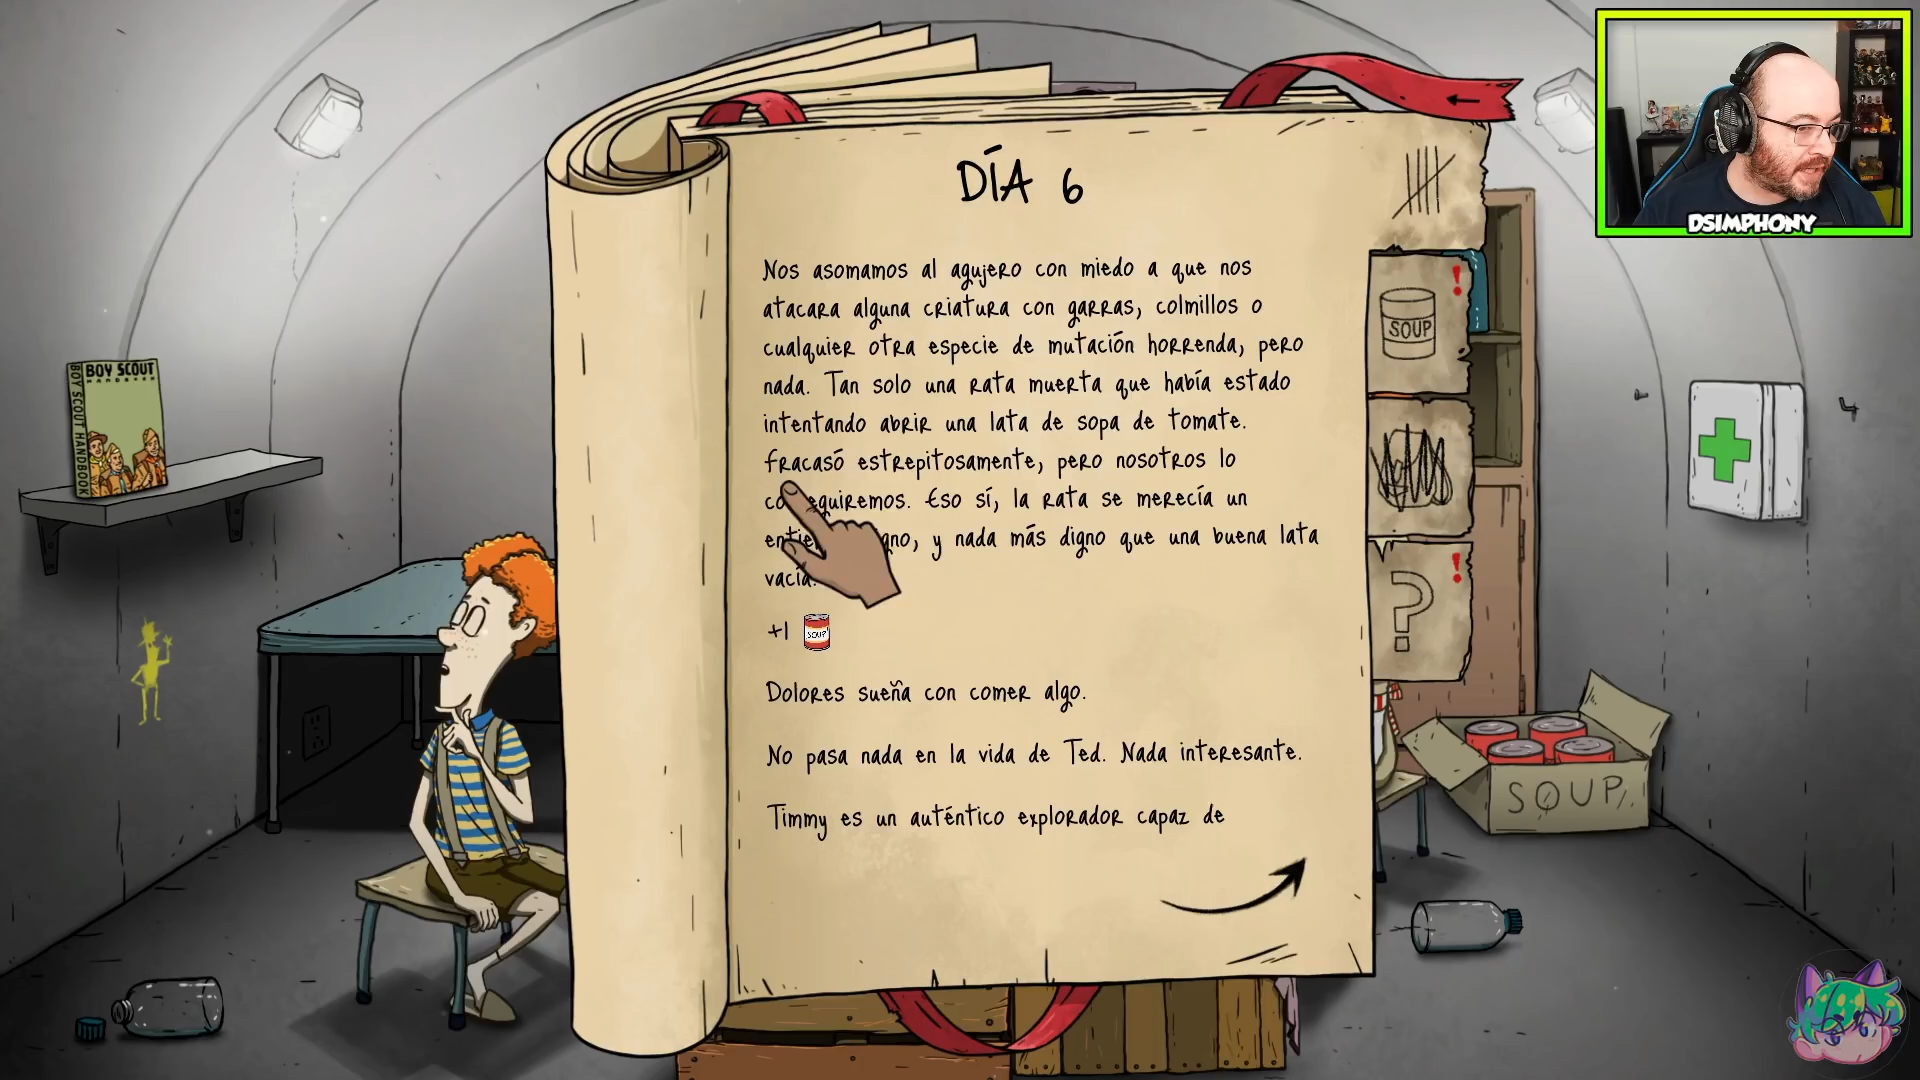 DÍA 6
Nos asomamos al agujero con miedo a que nos
atacara alguna criatura con garras, colmillos o
cualquier otra especie de mutación horrenda, pero
nada. Tan solo una rata muerta que había estado
intentando abrir una lata de sopa de tomate.
Fracasó estrepitosamente, pero nosotros lo
Eso sí, la rata se merecía un
y nada más digno que una buena lata
vacía.
+1 SOUP
Dolores sueña con comer algo.
No pasa nada en la vida de Ted. Nada interesante.
Timmy es un auténtico explorador capaz de
!
SOUP
!
?
DSIMPHONY
BOY SCOUT
HANDBOOK
BOY SCOUT HANDBOOK
SOUP